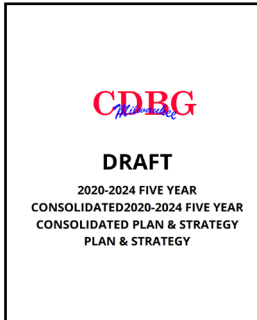 CDBG
Milwaukee
DRAFT
2020-2024 FIVE YEAR
CONSOLIDATED2020-2024 FIVE YEAR
CONSOLIDATED PLAN & STRATEGY
PLAN & STRATEGY